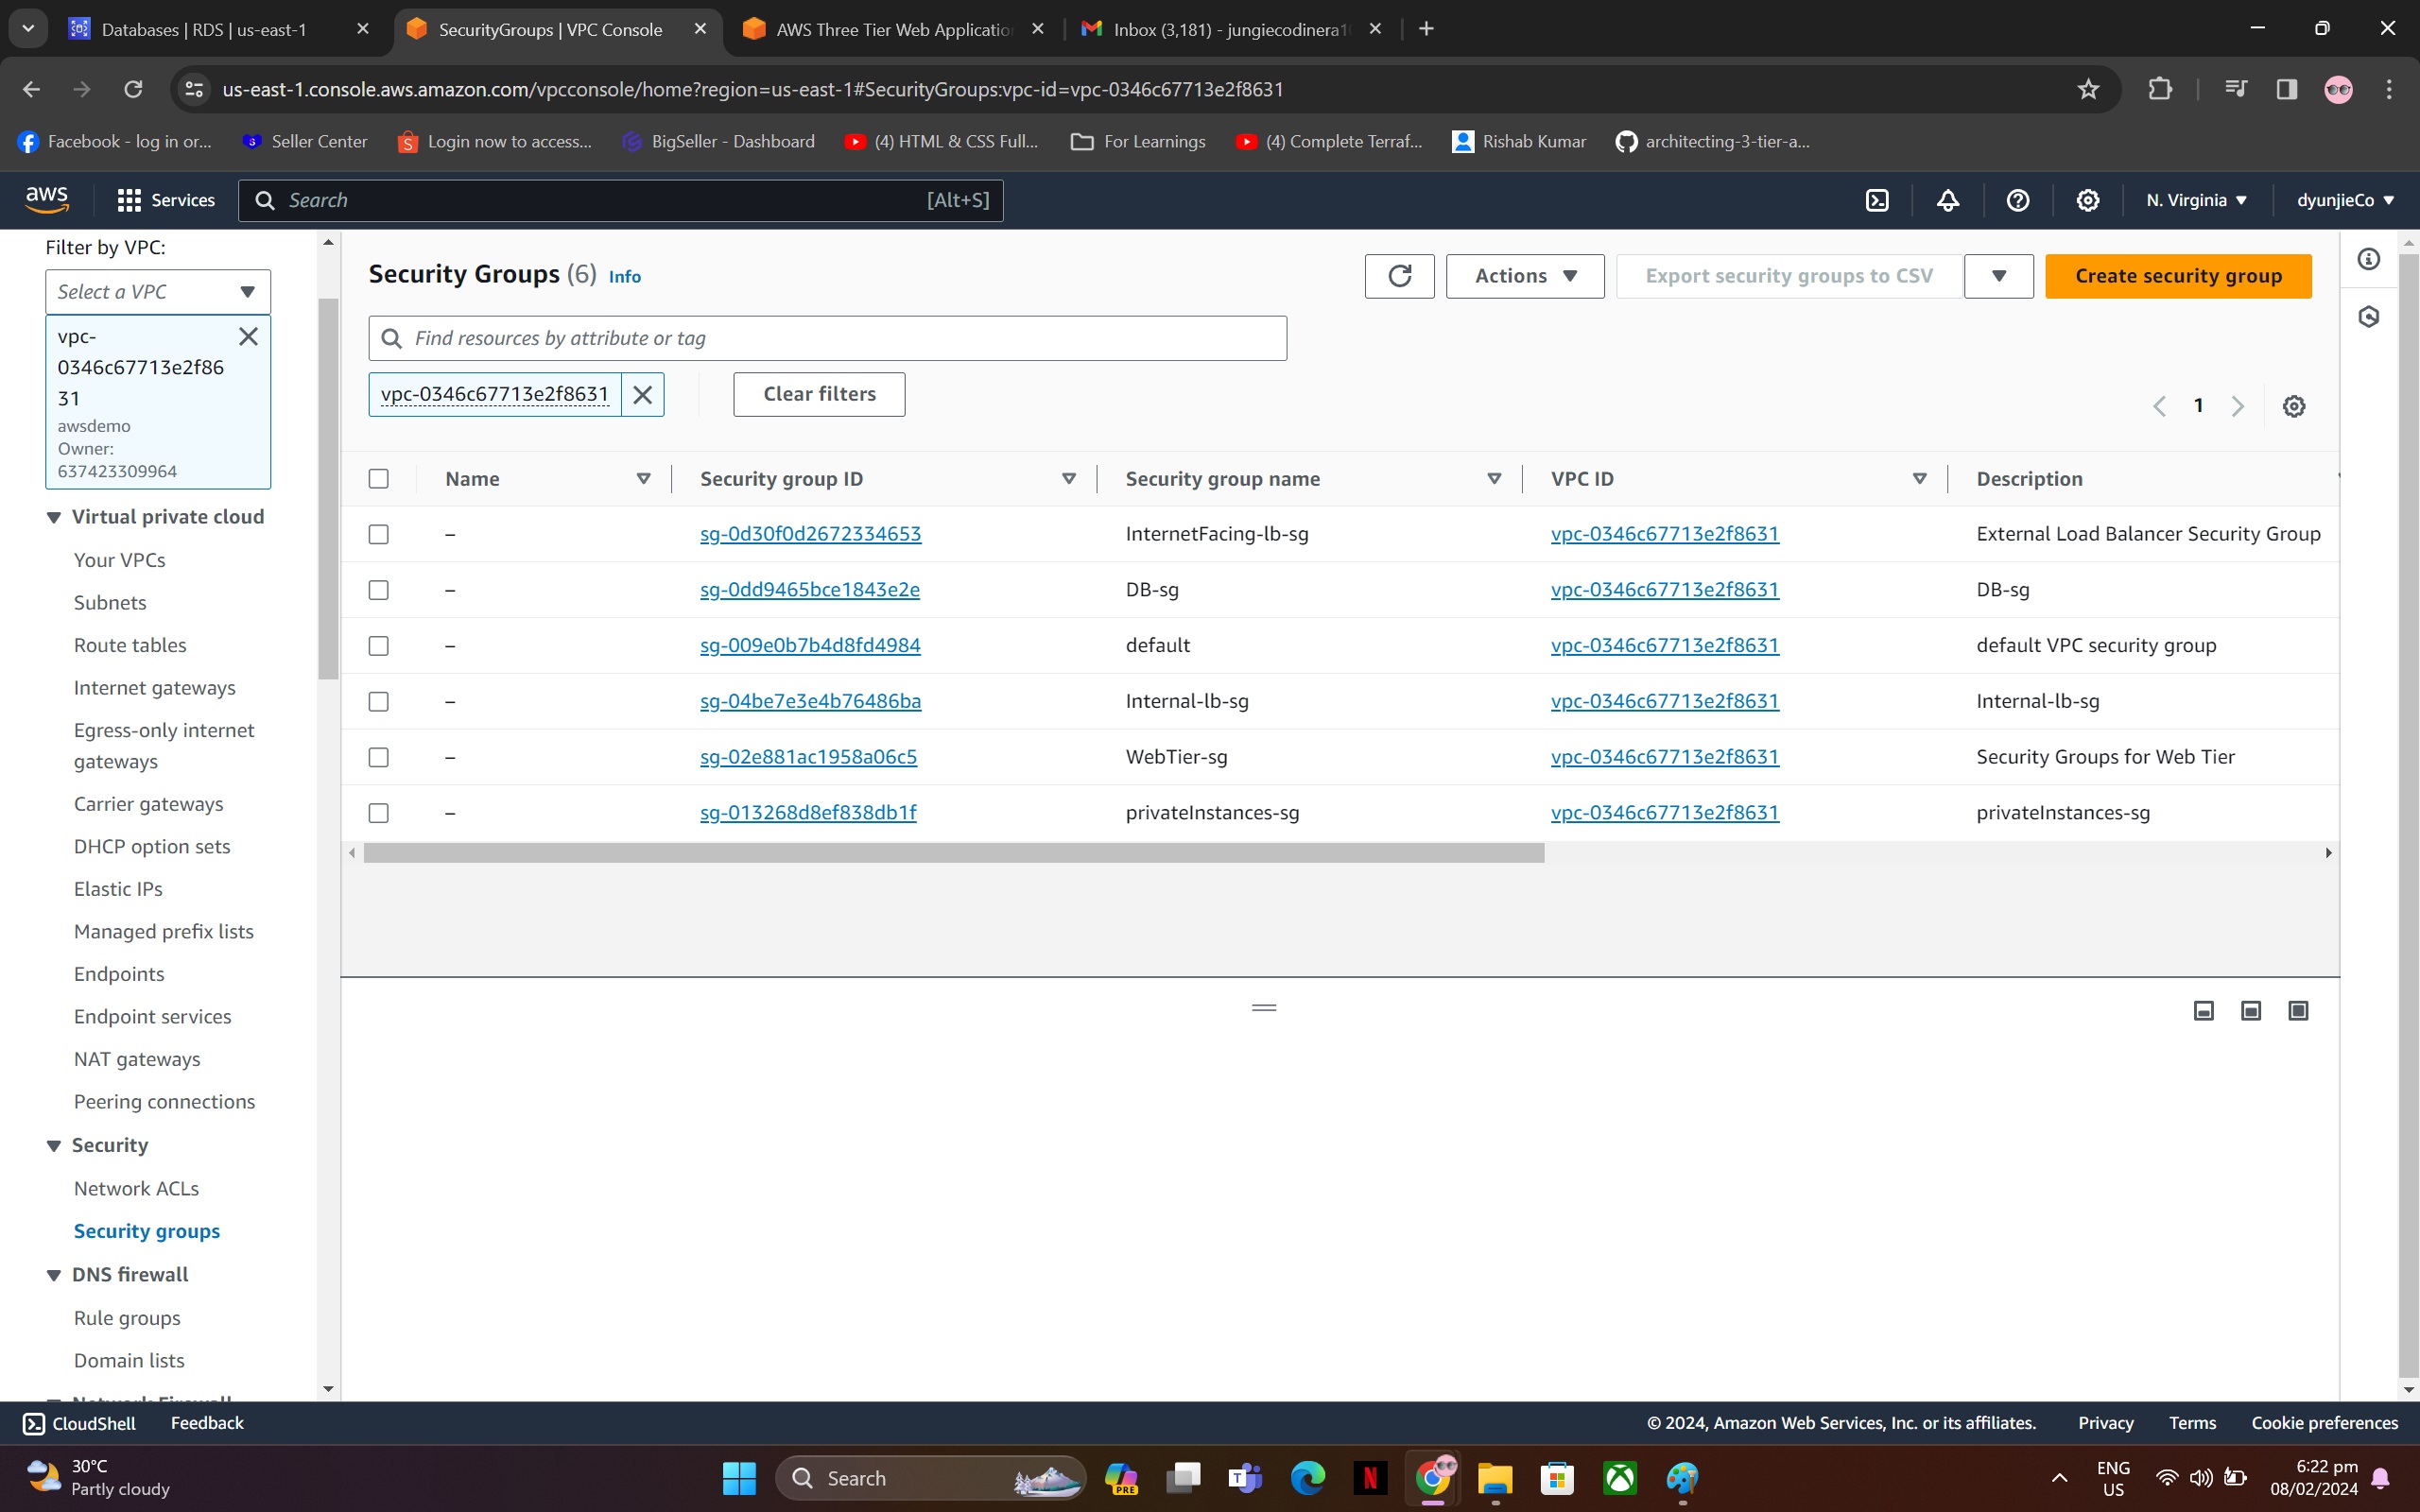 Databases | RDS | us-east-1
SecurityGroups | VPC Console
AWS Three Tier Web Applicatio
Inbox (3,181) - jungiecodinera1
us-east-1.console.aws.amazon.com/vpcconsole/home?region=us-east-1#SecurityGroups:vpc-id=vpc-0346c67713e2f8631
Facebook - log in or...
Seller Center
Login now to access...
BigSeller - Dashboard
(4) HTML & CSS Full...
For Learnings
(4) Complete Terraf...
Rishab Kumar
architecting-3-tier-a...
aws
Services
Search
[Alt+S]
N. Virginia
dyunjieCo
Filter by VPC:
Select a VPC
vpc-
0346c67713e2f86
31
awsdemo
Owner:
637423309964
Virtual private cloud
Your VPCs
Subnets
Route tables
Internet gateways
Egress-only internet
gateways
Carrier gateways
DHCP option sets
Elastic IPs
Managed prefix lists
Endpoints
Endpoint services
NAT gateways
Peering connections
Security
Network ACLs
Security groups
DNS firewall
Rule groups
Domain lists
Network Firewall
Security Groups (6) Info
Actions
Export security groups to CSV
Create security group
Find resources by attribute or tag
vpc-0346c67713e2f8631
Clear filters
1
Name Security group ID Security group name VPC ID Description
– sg-0d30f0d2672334653 InternetFacing-lb-sg vpc-0346c67713e2f8631 External Load Balancer Security Group
– sg-0dd9465bce1843e2e DB-sg vpc-0346c67713e2f8631 DB-sg
– sg-009e0b7b4d8fd4984 default vpc-0346c67713e2f8631 default VPC security group
– sg-04be7e3e4b76486ba Internal-lb-sg vpc-0346c67713e2f8631 Internal-lb-sg
– sg-02e881ac1958a06c5 WebTier-sg vpc-0346c67713e2f8631 Security Groups for Web Tier
– sg-013268d8ef838db1f privateInstances-sg vpc-0346c67713e2f8631 privateInstances-sg
CloudShell
Feedback
© 2024, Amazon Web Services, Inc. or its affiliates.
Privacy
Terms
Cookie preferences
30°C
Partly cloudy
Search
PRE
ENG
US
6:22 pm
08/02/2024